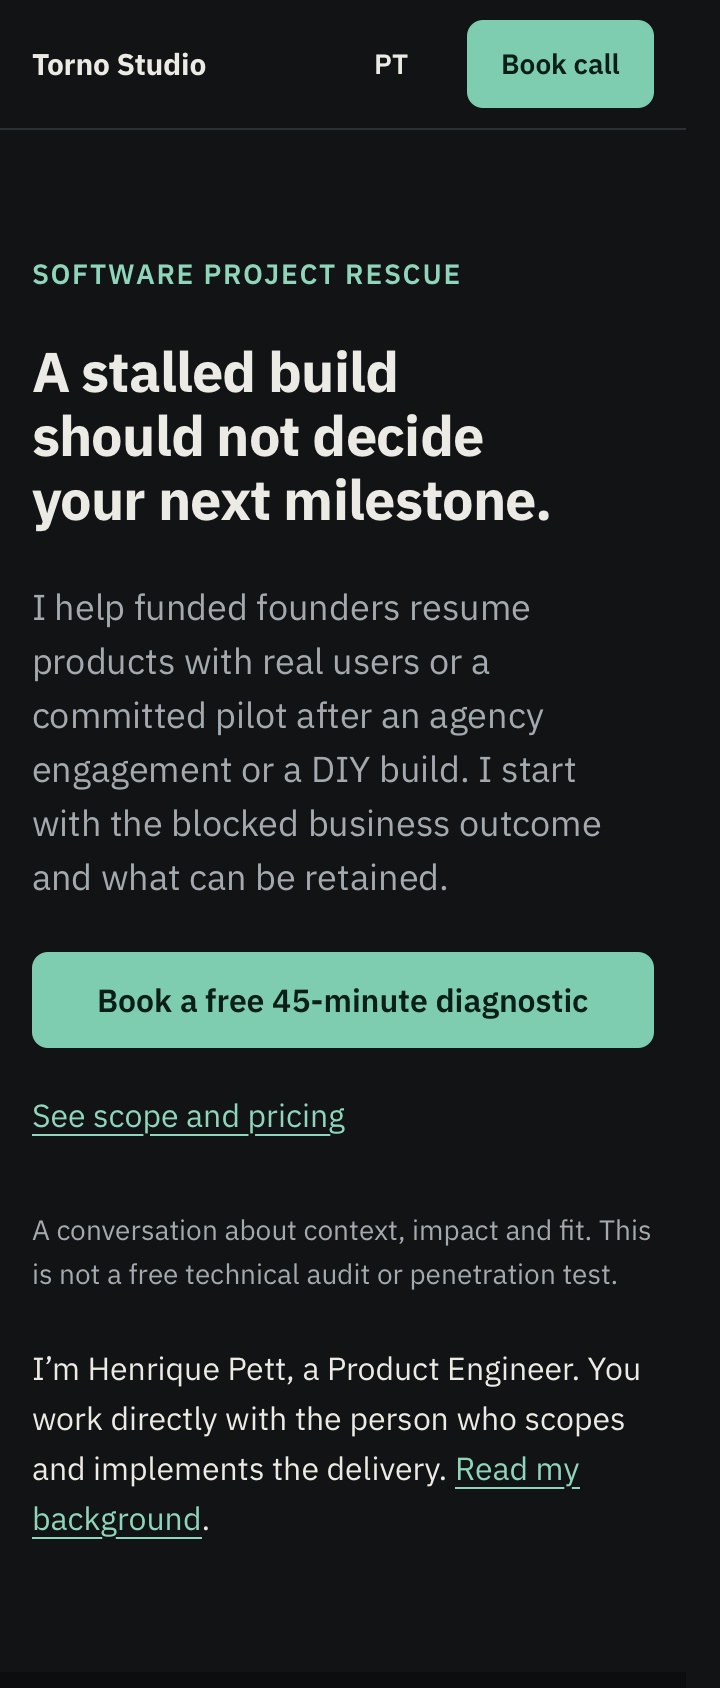 Torno Studio
PT
Book call
SOFTWARE PROJECT RESCUE
A stalled build
should not decide
your next milestone.
I help funded founders resume
products with real users or a
committed pilot after an agency
engagement or a DIY build. I start
with the blocked business outcome
and what can be retained.
Book a free 45-minute diagnostic
See scope and pricing
A conversation about context, impact and fit. This
is not a free technical audit or penetration test.
I’m Henrique Pett, a Product Engineer. You
work directly with the person who scopes
and implements the delivery. Read my
background.